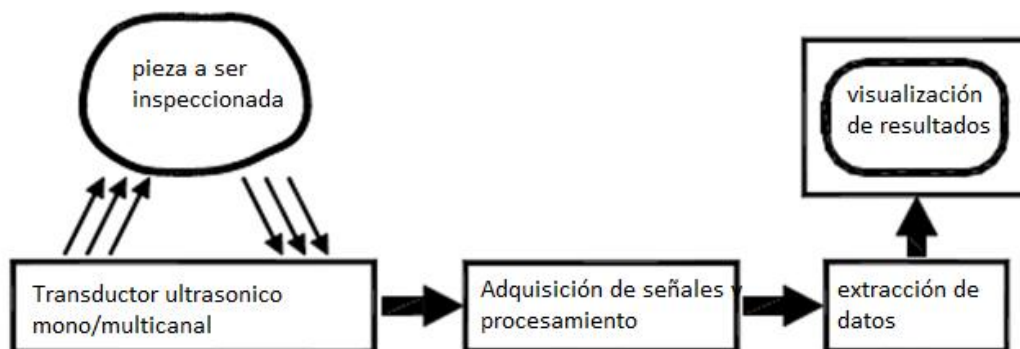 pieza a ser
inspeccionada
visualización
de resultados
Transductor ultrasonico
mono/multicanal
Adquisición de señales y
procesamiento
extracción de
datos